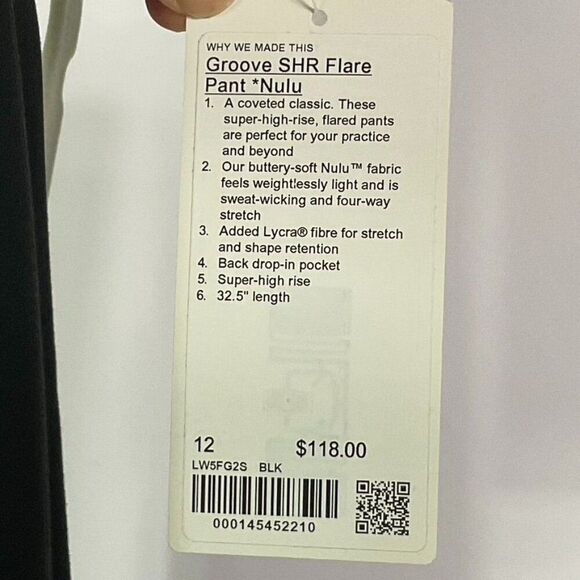 WHY WE MADE THIS
Groove SHR Flare
Pant *Nulu
1. A coveted classic. These
super-high-rise, flared pants
are perfect for your practice
and beyond
2. Our buttery-soft Nulu™ fabric
feels weightlessly light and is
sweat-wicking and four-way
stretch
3. Added Lycra® fibre for stretch
and shape retention
4. Back drop-in pocket
5. Super-high rise
6. 32.5" length
12 $118.00
LW5FG2S BLK
000145452210